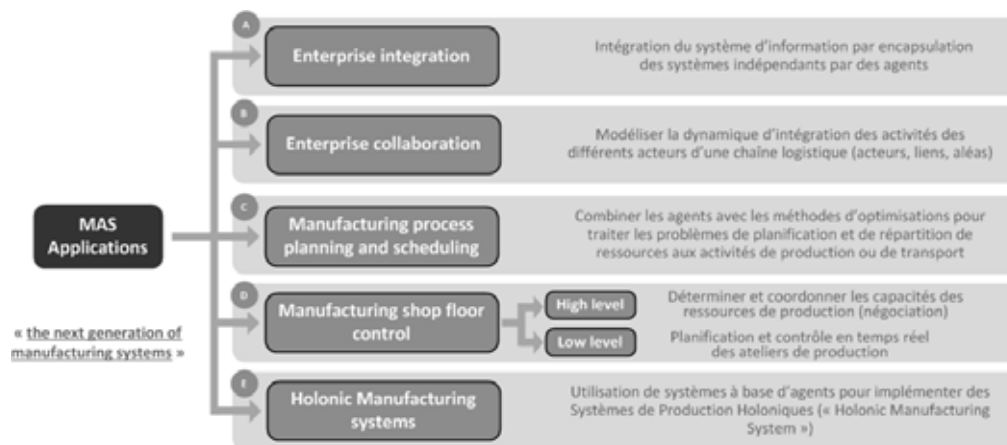 A
Enterprise integration
Intégration du système d'information par encapsulation
des systèmes indépendants par des agents
B
Enterprise collaboration
Modéliser la dynamique d'intégration des activités des
différents acteurs d'une chaîne logistique (acteurs, liens, aléas)
MAS
Applications
C
Manufacturing process
planning and scheduling
Combiner les agents avec les méthodes d'optimisations pour
traiter les problèmes de planification et de répartition de
ressources aux activités de production ou de transport
« the next generation of
manufacturing systems »
D
Manufacturing shop floor
control
High level
Déterminer et coordonner les capacités des
ressources de production (négociation)
Low level
Planification et contrôle en temps réel
des ateliers de production
E
Holonic Manufacturing
systems
Utilisation de systèmes à base d'agents pour implémenter des
Systèmes de Production Holoniques (« Holonic Manufacturing
System »)